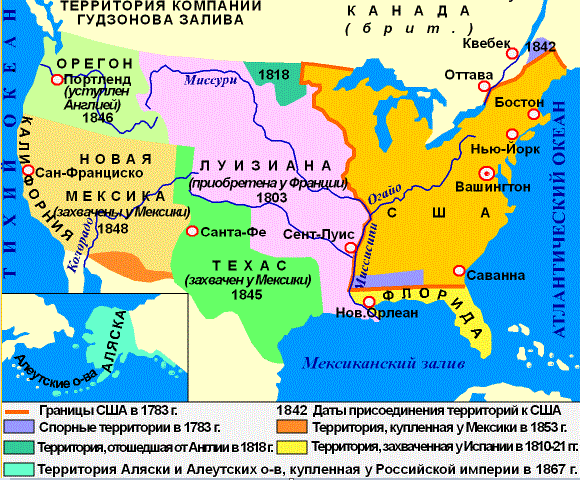 ТЕРРИТОРИЯ КОМПАНИИ
ГУДЗОНОВА ЗАЛИВА
КАНАДА
(брит.)
Квебек
1842
Оттава
Бостон
Нью-Йорк
Вашингтон
ОРЕГОН
Портленд
(уступлен
Англией)
1846
Миссури
1818
ТИХИЙ ОКЕАН
КАЛИФОРНИЯ
НОВАЯ
Сан-Франциско
МЕКСИКА
(захвачены у Мексики)
1848
Колорадо
ЛУИЗИАНА
(приобретена у Франции)
1803
Огайо
США
Санта-Фе
Сент-Луис
Миссисипи
ТЕХАС
(захвачен у Мексики)
1845
Саванна
ФЛОРИДА
Нов.Орлеан
АТЛАНТИЧЕСКИЙ ОКЕАН
Мексиканский залив
АЛЯСКА
Алеутские о-ва
Границы США в 1783 г.
1842 Даты присоединения территорий к США
Спорные территории в 1783 г.
Территория, купленная у Мексики в 1853 г.
Территория, отошедшая от Англии в 1818 г.
Территория, захваченная у Испании в 1810-21 гг.
Территория Аляски и Алеутских о-в, купленная у Российской империи в 1867 г.